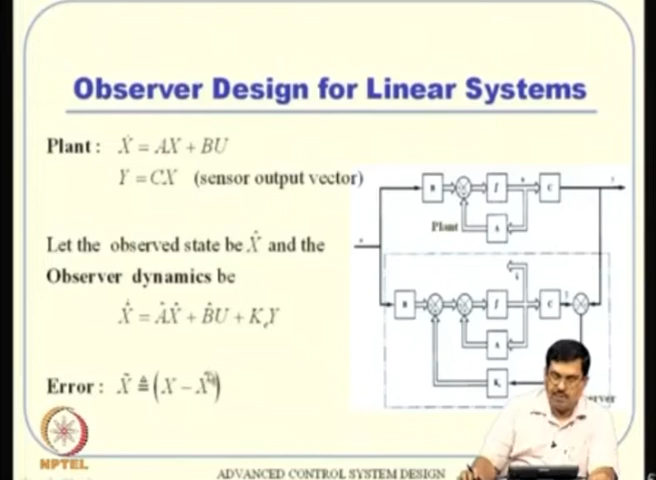 Observer Design for Linear Systems
Plant : Ẋ = AX + BU
Y = CX (sensor output vector)
Plant
Let the observed state be X̂ and the
Observer dynamics be
X̂̇ = ÂX̂ + B̂U + KₑY
Error : X̃ ≜ (X − X̂)
B
∫
C
A
B
∫
C
A
Kₑ
NPTEL
ADVANCED CONTROL SYSTEM DESIGN